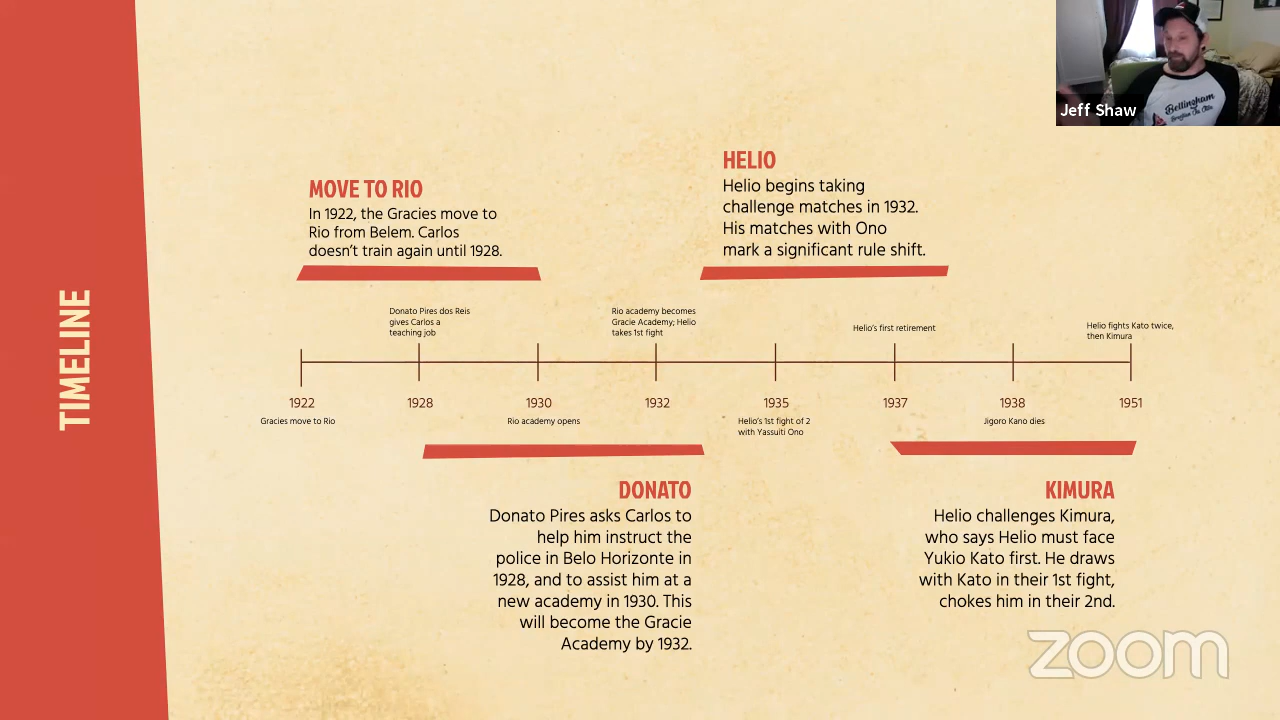 Jeff Shaw
Bellingham
TIMELINE
MOVE TO RIO
In 1922, the Gracies move to
Rio from Belem. Carlos
doesn't train again until 1928.
HELIO
Helio begins taking
challenge matches in 1932.
His matches with Ono
mark a significant rule shift.
Donato Pires dos Reis
gives Carlos a
teaching job
Rio academy becomes
Gracie Academy; Helio
takes 1st fight
Helio's first retirement
Helio fights Kato twice,
then Kimura
1922
1928
1930
1932
1935
1937
1938
1951
Gracies move to Rio
Rio academy opens
Helio's 1st fight of 2
with Yassuiti Ono
Jigoro Kano dies
DONATO
Donato Pires asks Carlos to
help him instruct the
police in Belo Horizonte in
1928, and to assist him at a
new academy in 1930. This
will become the Gracie
Academy by 1932.
KIMURA
Helio challenges Kimura,
who says Helio must face
Yukio Kato first. He draws
with Kato in their 1st fight,
chokes him in their 2nd.
zoom